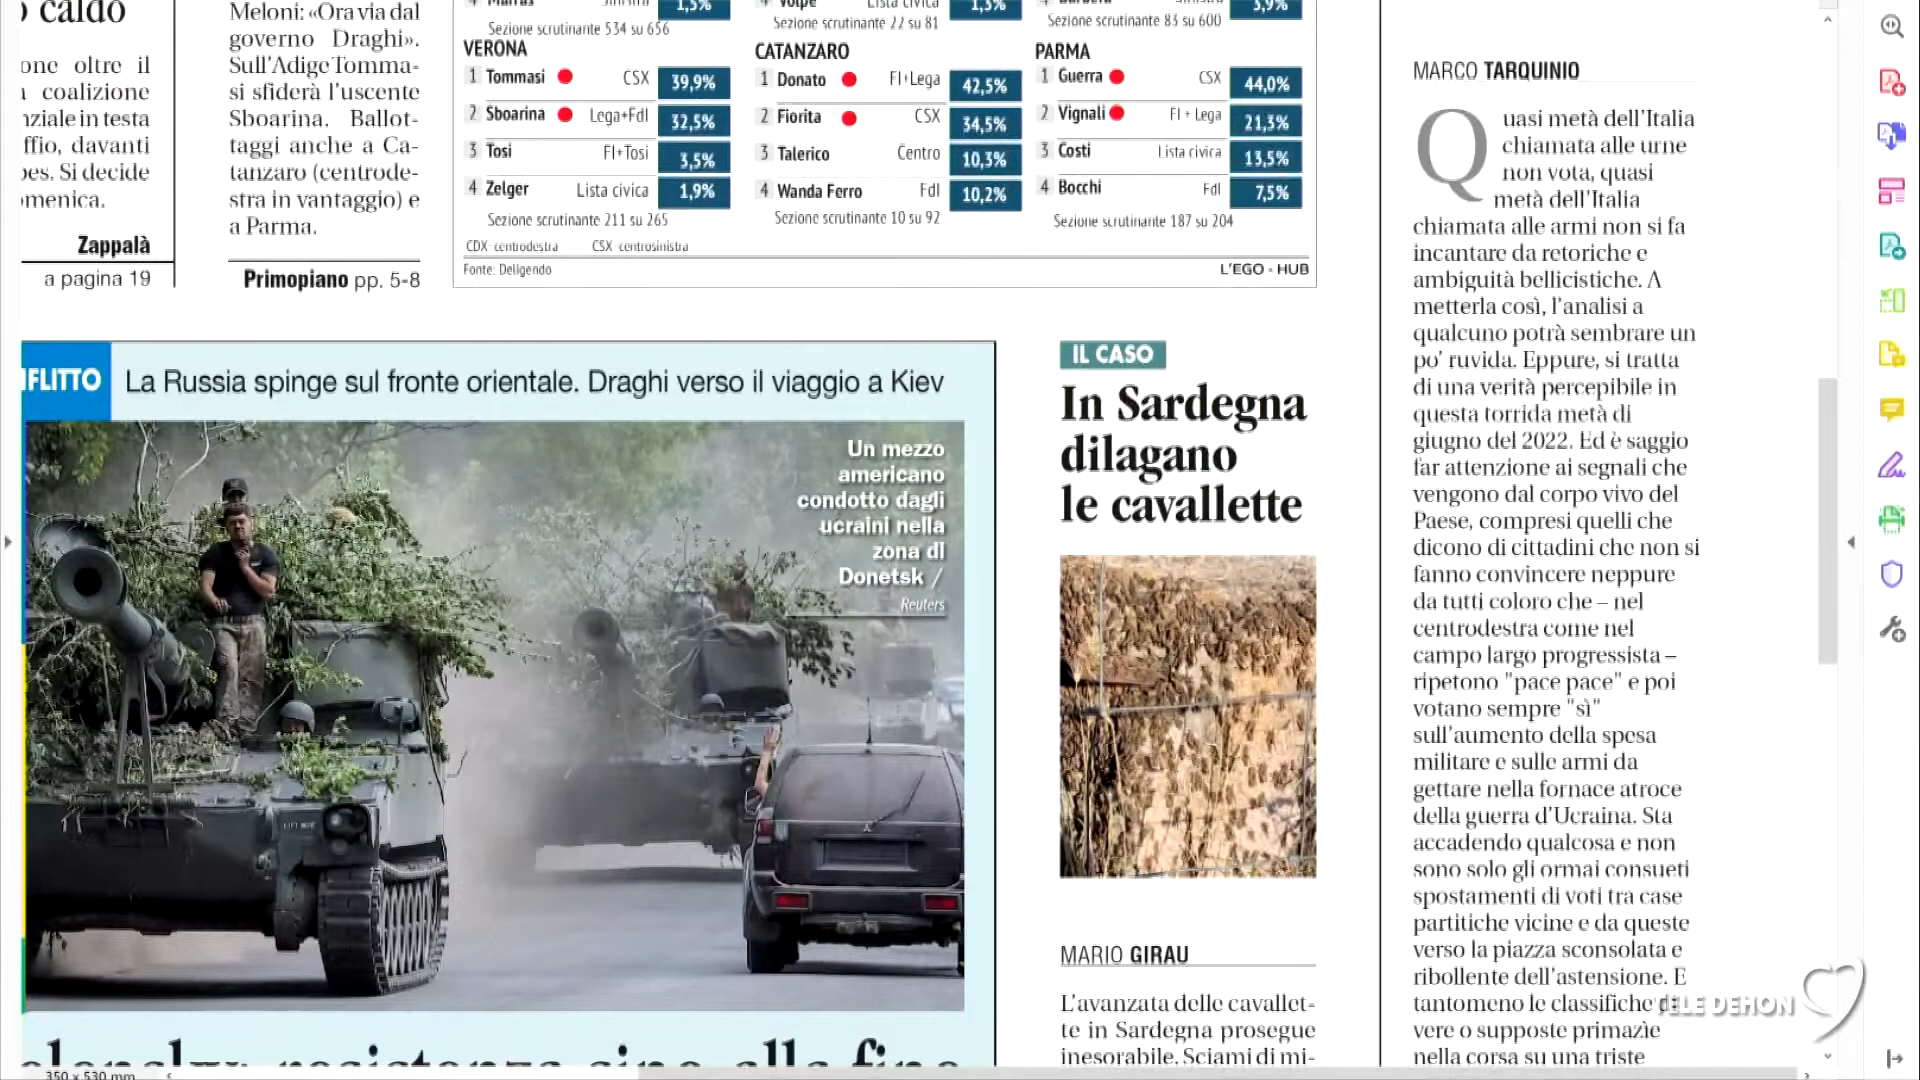 caldo
one oltre il
coalizione
nziale in testa
ffio, davanti
bes. Si decide
omenica.
Zappalà
a pagina 19
Meloni: «Ora via dal
governo Draghi».
Sull'Adige Tomma-
si sfiderà l'uscente
Sboarina. Ballot-
taggi anche a Ca-
tanzaro (centrode-
stra in vantaggio) e
a Parma.
Primopiano pp. 5-8
1,5%
Sezione scrutinante 534 su 656
VERONA
1 Tommasi CSX 39,9%
2 Sboarina Lega+FdI 32,5%
3 Tosi FI+Tosi 3,5%
4 Zelger Lista civica 1,9%
Sezione scrutinante 211 su 265
4 Volpe Lista civica 1,3%
Sezione scrutinante 22 su 81
CATANZARO
1 Donato FI+Lega 42,5%
2 Fiorita CSX 34,5%
3 Talerico Centro 10,3%
4 Wanda Ferro FdI 10,2%
Sezione scrutinante 10 su 92
3,9%
Sezione scrutinante 83 su 600
PARMA
1 Guerra CSX 44,0%
2 Vignali FI + Lega 21,3%
3 Costi Lista civica 13,5%
4 Bocchi FdI 7,5%
Sezione scrutinante 187 su 204
CDX centrodestra CSX centrosinistra
Fonte: Deligendo
L'EGO - HUB
FLITTO
La Russia spinge sul fronte orientale. Draghi verso il viaggio a Kiev
Un mezzo
americano
condotto dagli
ucraini nella
zona di
Donetsk /
Reuters
resistenza sino alla fine
IL CASO
In Sardegna
dilagano
le cavallette
MARIO GIRAU
L'avanzata delle cavallet-
te in Sardegna prosegue
inesorabile. Sciami di mi-
MARCO TARQUINIO
Quasi metà dell'Italia
chiamata alle urne
non vota, quasi
metà dell'Italia
chiamata alle armi non si fa
incantare da retoriche e
ambiguità bellicistiche. A
metterla così, l'analisi a
qualcuno potrà sembrare un
po' ruvida. Eppure, si tratta
di una verità percepibile in
questa torrida metà di
giugno del 2022. Ed è saggio
far attenzione ai segnali che
vengono dal corpo vivo del
Paese, compresi quelli che
dicono di cittadini che non si
fanno convincere neppure
da tutti coloro che – nel
centrodestra come nel
campo largo progressista –
ripetono "pace pace" e poi
votano sempre "sì"
sull'aumento della spesa
militare e sulle armi da
gettare nella fornace atroce
della guerra d'Ucraina. Sta
accadendo qualcosa e non
sono solo gli ormai consueti
spostamenti di voti tra case
partitiche vicine e da queste
verso la piazza sconsolata e
ribollente dell'astensione. E
tantomeno le classifiche di
vere o supposte primazie
nella corsa su una triste
TELE DEHON
350 x 530 mm